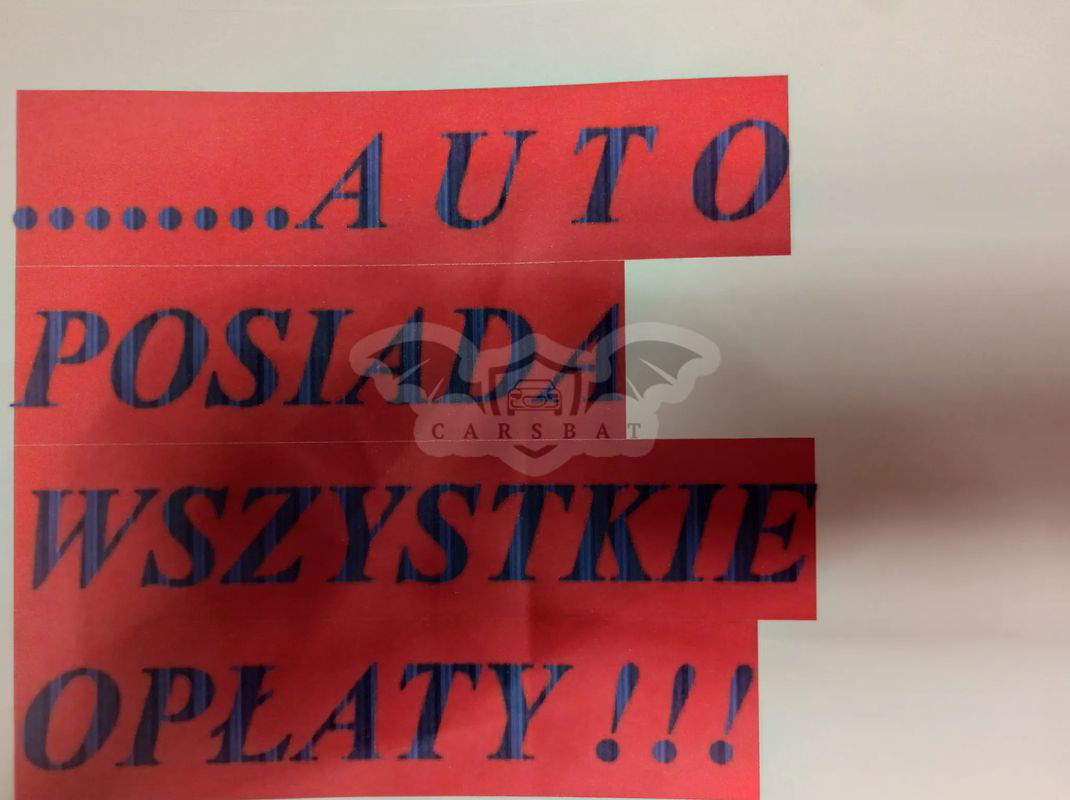 ........A U T O
POSIADA
CARSBAT
WSZYSTKIE
OPŁATY !!!